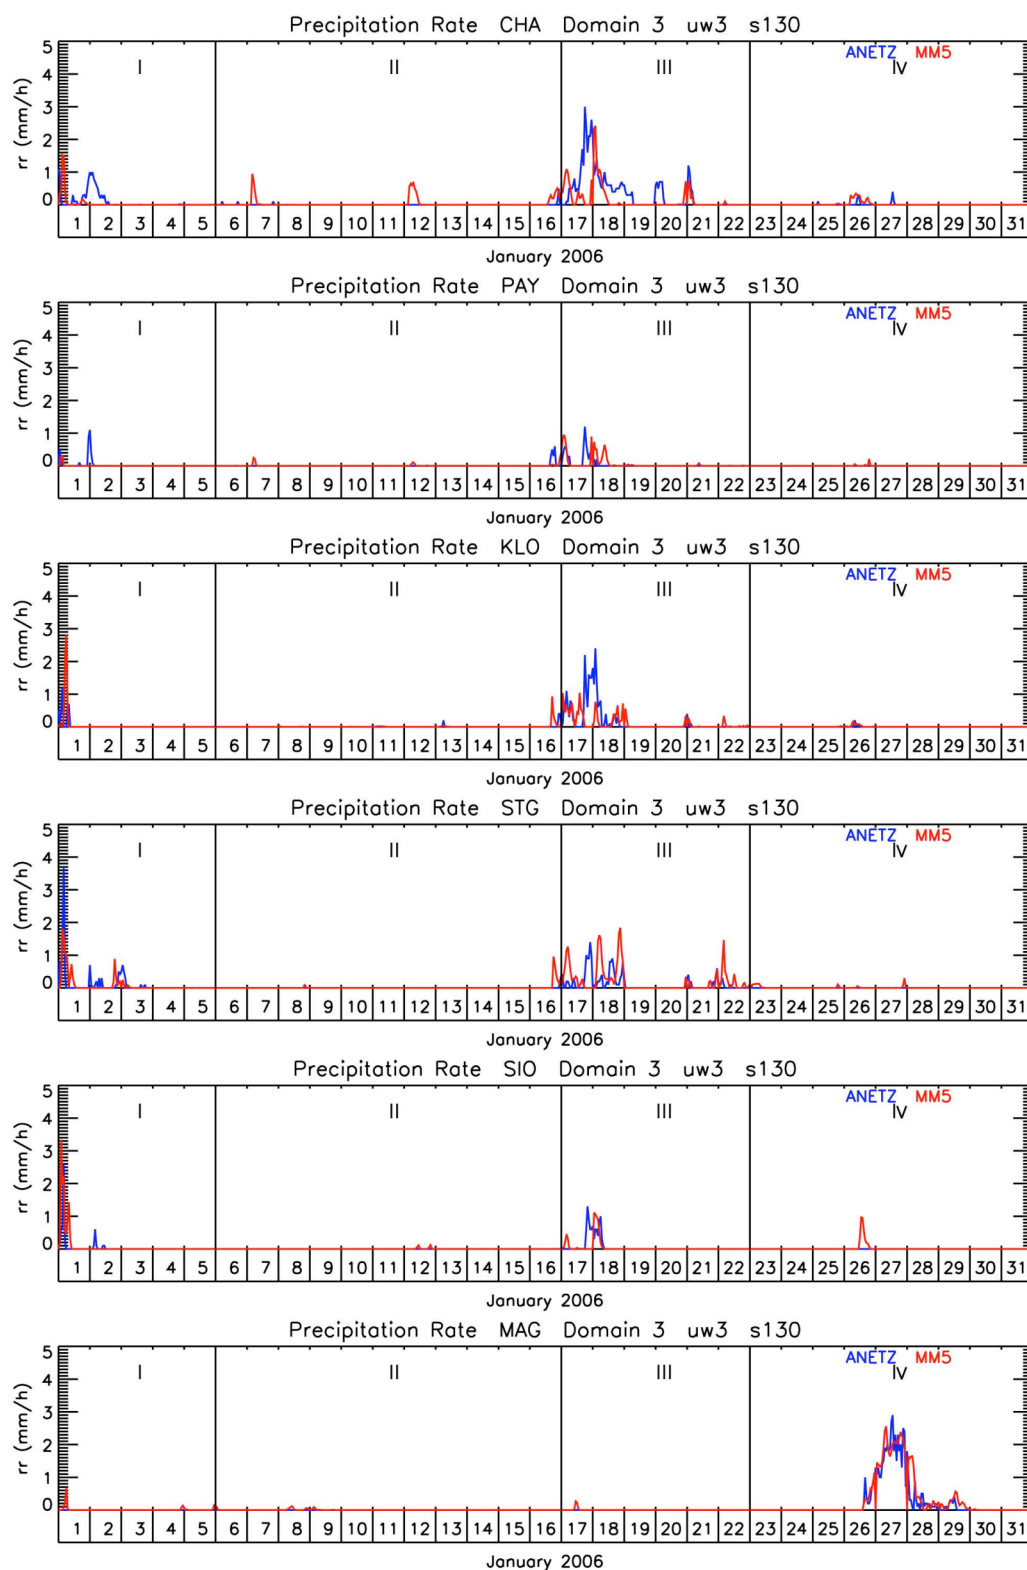 Precipitation Rate CHA Domain 3 uw3 s130
5 ANETZ MM5
I II III IV
4
3
2
1
0
rr (mm/h)
1 2 3 4 5 6 7 8 9 10 11 12 13 14 15 16 17 18 19 20 21 22 23 24 25 26 27 28 29 30 31
January 2006
Precipitation Rate PAY Domain 3 uw3 s130
5 ANETZ MM5
I II III IV
4
3
2
1
0
rr (mm/h)
1 2 3 4 5 6 7 8 9 10 11 12 13 14 15 16 17 18 19 20 21 22 23 24 25 26 27 28 29 30 31
January 2006
Precipitation Rate KLO Domain 3 uw3 s130
5 ANETZ MM5
I II III IV
4
3
2
1
0
rr (mm/h)
1 2 3 4 5 6 7 8 9 10 11 12 13 14 15 16 17 18 19 20 21 22 23 24 25 26 27 28 29 30 31
January 2006
Precipitation Rate STG Domain 3 uw3 s130
5 ANETZ MM5
I II III IV
4
3
2
1
0
rr (mm/h)
1 2 3 4 5 6 7 8 9 10 11 12 13 14 15 16 17 18 19 20 21 22 23 24 25 26 27 28 29 30 31
January 2006
Precipitation Rate SIO Domain 3 uw3 s130
5 ANETZ MM5
I II III IV
4
3
2
1
0
rr (mm/h)
1 2 3 4 5 6 7 8 9 10 11 12 13 14 15 16 17 18 19 20 21 22 23 24 25 26 27 28 29 30 31
January 2006
Precipitation Rate MAG Domain 3 uw3 s130
5 ANETZ MM5
I II III IV
4
3
2
1
0
rr (mm/h)
1 2 3 4 5 6 7 8 9 10 11 12 13 14 15 16 17 18 19 20 21 22 23 24 25 26 27 28 29 30 31
January 2006